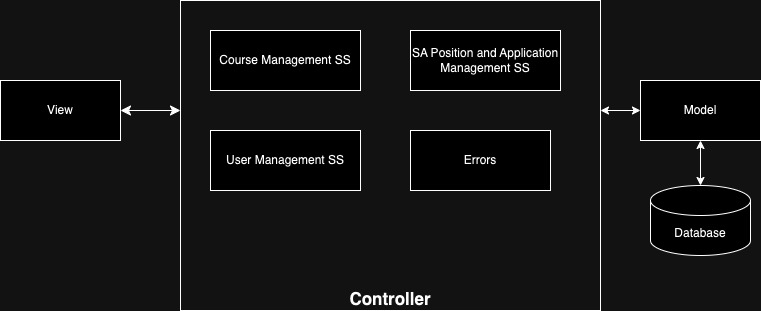 Course Management SS
SA Position and Application
Management SS
View
Model
User Management SS
Errors
Database
Controller